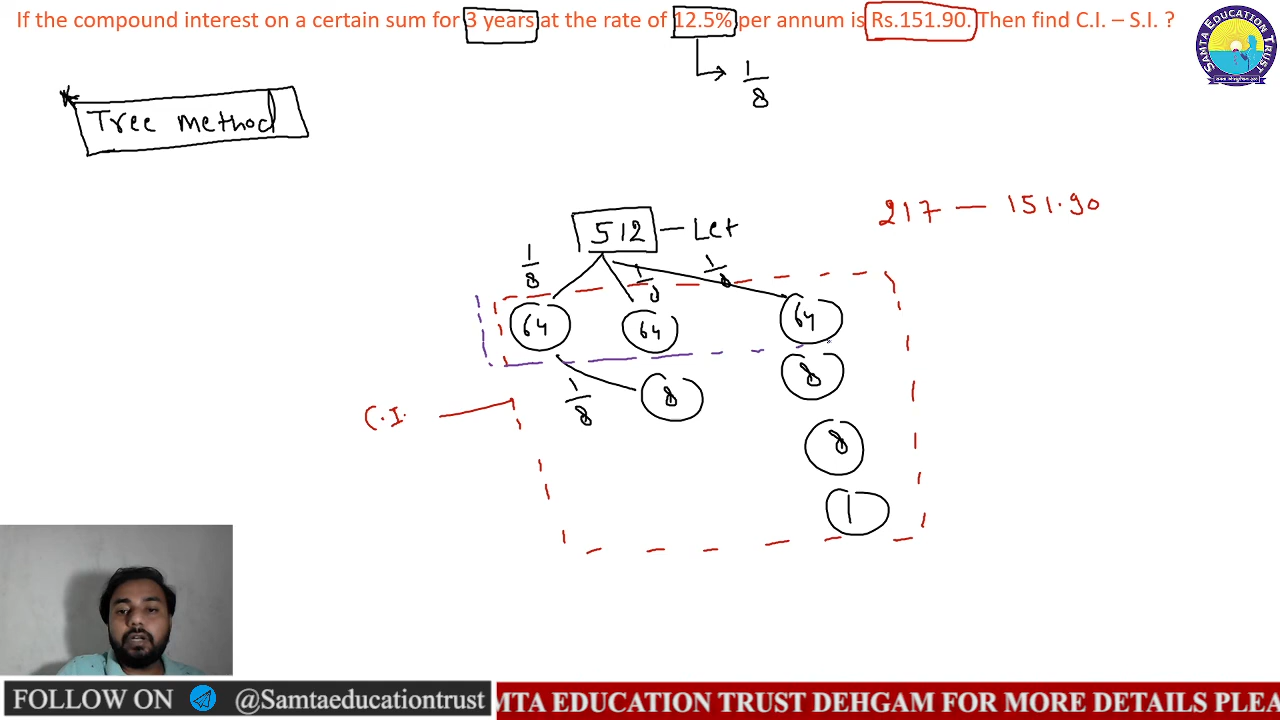 If the compound interest on a certain sum for 3 years at the rate of 12.5% per annum is Rs.151.90. Then find C.I. – S.I. ?
SAMTA EDUCATION TRUST
1/8
Tree method
217 — 151.90
512 — Let
1/8 1/8 1/8
64 64 64
8
1/8 8
C.I.
8
1
FOLLOW ON @Samtaeducationtrust MTA EDUCATION TRUST DEHGAM FOR MORE DETAILS PLEA